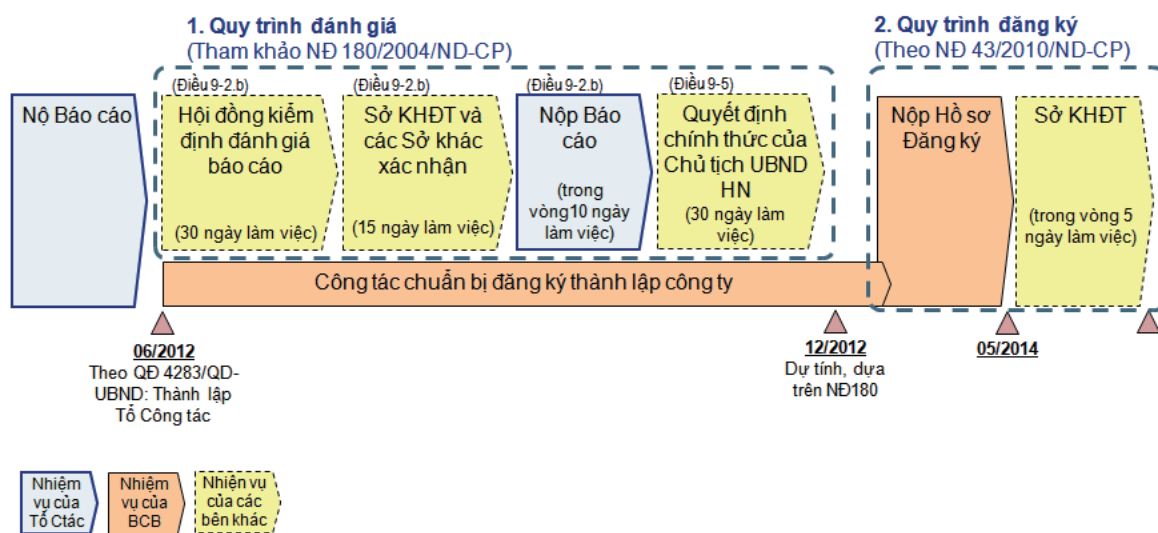 1. Quy trình đánh giá
(Tham khảo NĐ 180/2004/ND-CP)
2. Quy trình đăng ký
(Theo NĐ 43/2010/ND-CP)
Nộ Báo cáo
(Điều 9-2.b)
Hội đồng kiểm
định đánh giá
báo cáo
(30 ngày làm việc)
(Điều 9-2.b)
Sở KHĐT và
các Sở khác
xác nhận
(15 ngày làm việc)
(Điều 9-2.b)
Nộp Báo
cáo
(trong
vòng10 ngày
làm việc)
(Điều 9-5)
Quyết định
chính thức của
Chủ tịch UBND
HN
(30 ngày làm
việc)
Nộp Hồ sơ
Đăng ký
Sở KHĐT
(trong vòng 5
ngày làm việc)
Công tác chuẩn bị đăng ký thành lập công ty
06/2012
Theo QĐ 4283/QD-
UBND: Thành lập
Tổ Công tác
12/2012
Dự tính, dựa
trên NĐ180
05/2014
Nhiệm
vụ của
Tổ Ctác
Nhiệm
vụ của
BCB
Nhiện vụ
của các
bên khác